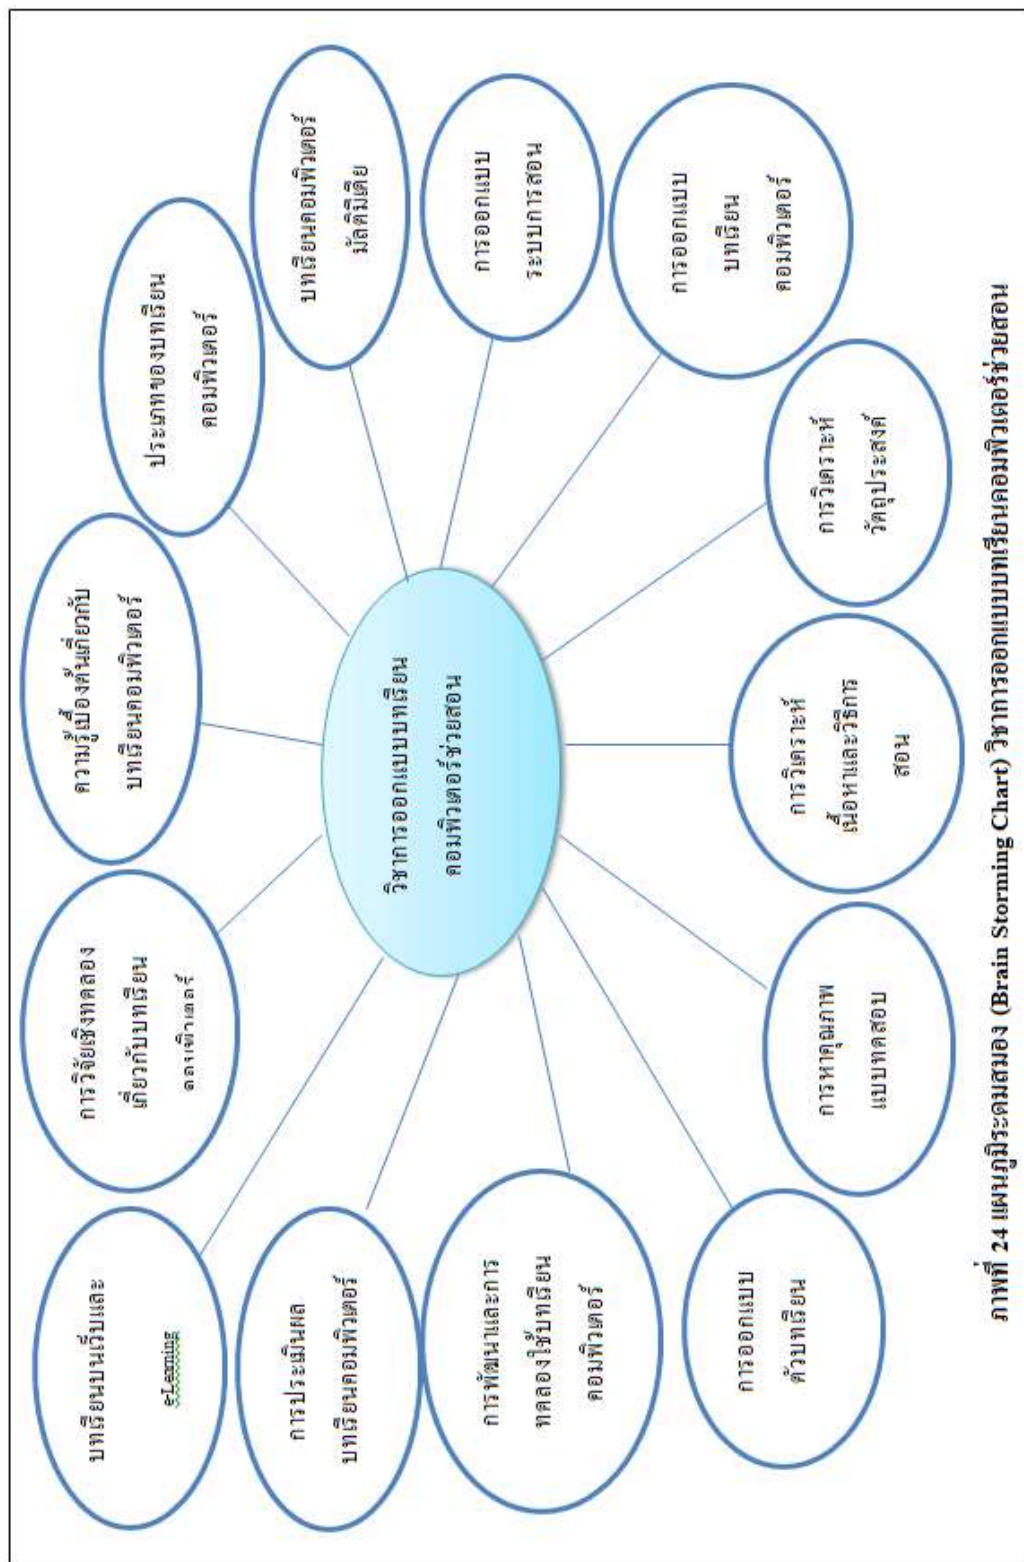 บทเรียนบนเว็บและ
e-Learning
การวิจัยเชิงทดลอง
เกี่ยวกับบทเรียน
คอมพิวเตอร์
ความรู้เบื้องต้นเกี่ยวกับ
บทเรียนคอมพิวเตอร์
ประเภทของบทเรียน
คอมพิวเตอร์
บทเรียนคอมพิวเตอร์
มัลติมีเดีย
การประเมินผล
บทเรียนคอมพิวเตอร์
วิชาการออกแบบบทเรียน
คอมพิวเตอร์ช่วยสอน
การออกแบบ
ระบบการสอน
การพัฒนาและการ
ทดลองใช้บทเรียน
คอมพิวเตอร์
การออกแบบ
บทเรียน
คอมพิวเตอร์
การออกแบบ
ตัวบทเรียน
การหาคุณภาพ
แบบทดสอบ
การวิเคราะห์
เนื้อหาและวิธีการ
สอน
การวิเคราะห์
วัตถุประสงค์
ภาพที่ 24 แผนภูมิระดมสมอง (Brain Storming Chart) วิชาการออกแบบบทเรียนคอมพิวเตอร์ช่วยสอน